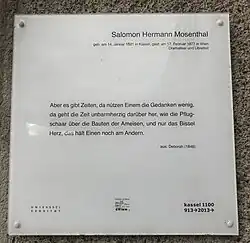 Salomon Hermann Mosenthal
geb. am 14. Januar 1821 in Kassel, gest. am 17. Februar 1877 in Wien
Dramatiker und Librettist
Aber es gibt Zeiten, da nützen Einem die Gedanken wenig,
da geht die Zeit unbarmherzig darüber her, wie die Pflug-
schaar über die Bauten der Ameisen, und nur das Bissel
Herz, das hält Einen noch am Andern.
aus: Deborah (1849)
kassel 1100
913→2013→